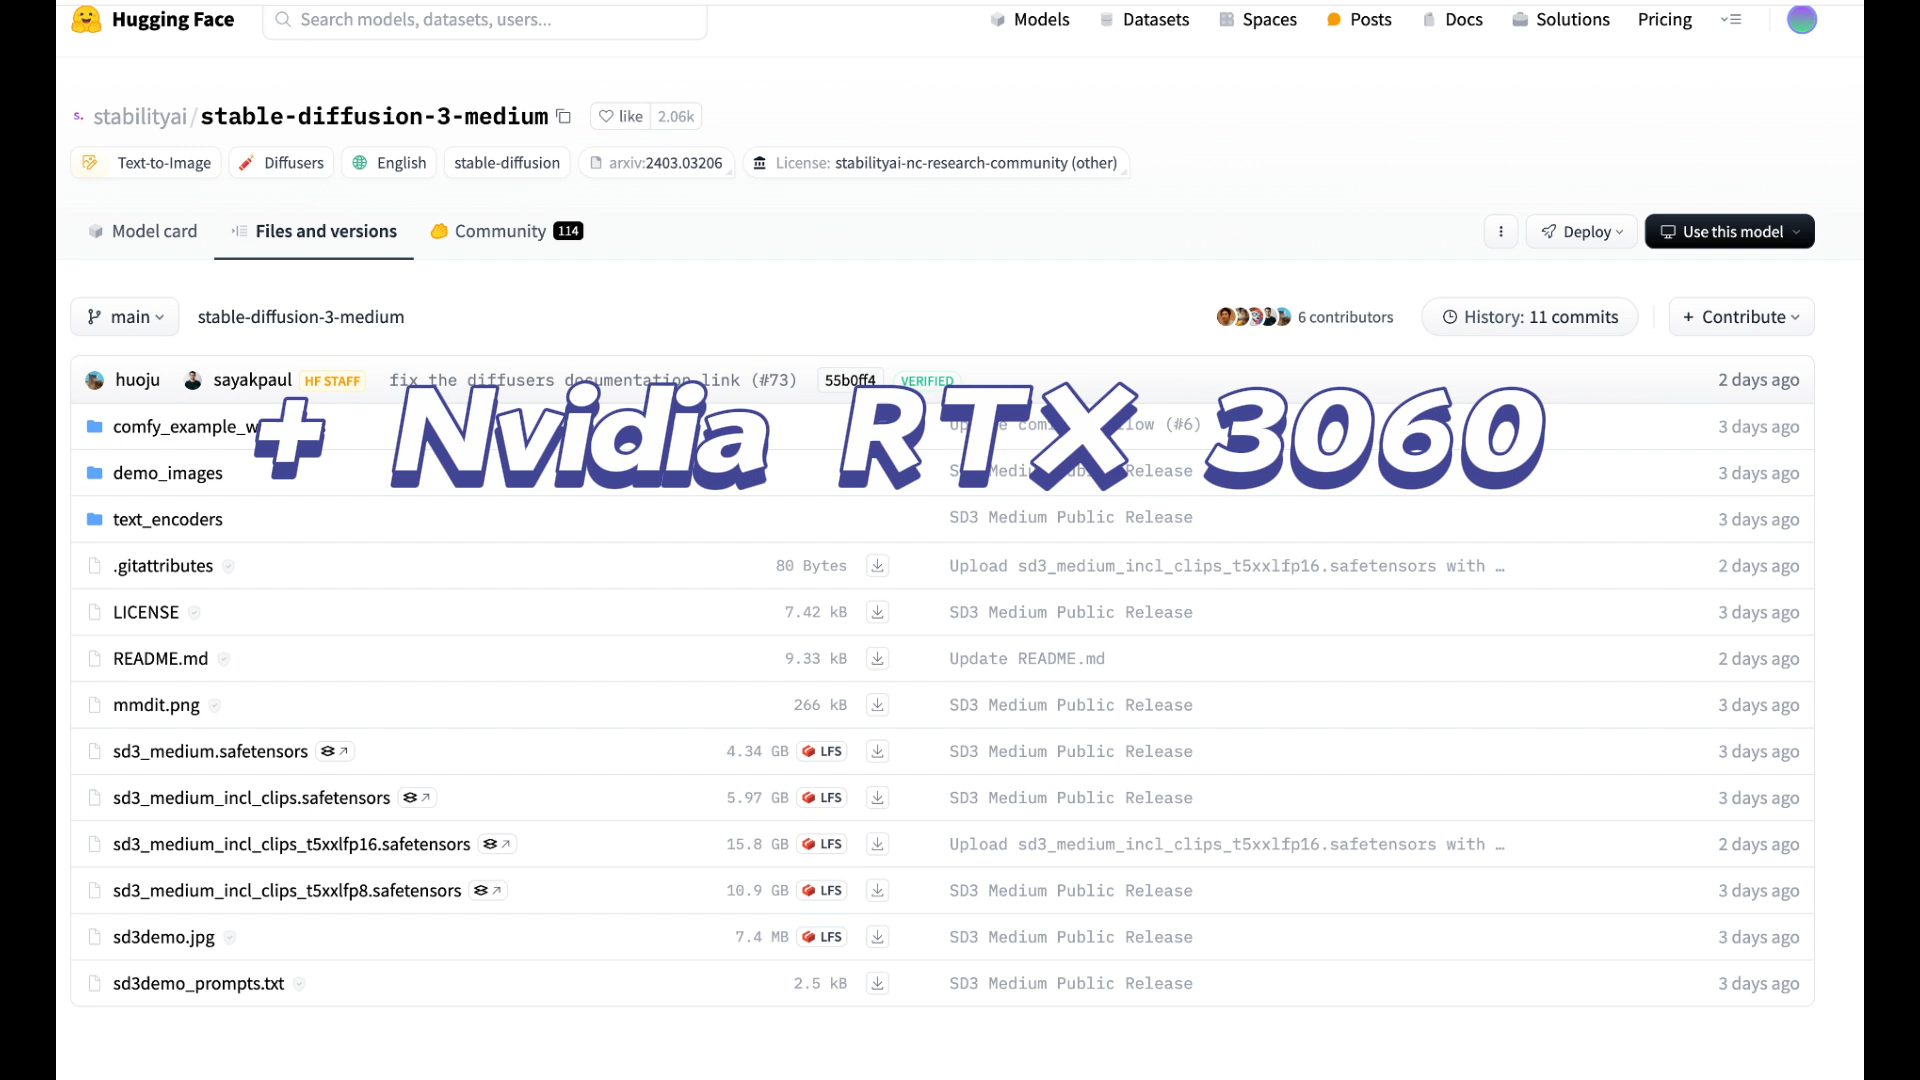 Hugging Face
Search models, datasets, users...
Models
Datasets
Spaces
Posts
Docs
Solutions
Pricing
s. stabilityai/stable-diffusion-3-medium
like 2.06k
Text-to-Image
Diffusers
English
stable-diffusion
arxiv:2403.03206
License: stabilityai-nc-research-community (other)
Model card
Files and versions
Community 114
Deploy
Use this model
main
stable-diffusion-3-medium
6 contributors
History: 11 commits
+ Contribute
huoju sayakpaul HF STAFF fix the diffusers documentation link (#73) 55b0ff4 VERIFIED 2 days ago
+ Nvidia RTX 3060
comfy_example_w 3 days ago
demo_images 3 days ago
text_encoders SD3 Medium Public Release 3 days ago
.gitattributes 80 Bytes Upload sd3_medium_incl_clips_t5xxlfp16.safetensors with … 2 days ago
LICENSE 7.42 kB SD3 Medium Public Release 3 days ago
README.md 9.33 kB Update README.md 2 days ago
mmdit.png 266 kB SD3 Medium Public Release 3 days ago
sd3_medium.safetensors 4.34 GB LFS SD3 Medium Public Release 3 days ago
sd3_medium_incl_clips.safetensors 5.97 GB LFS SD3 Medium Public Release 3 days ago
sd3_medium_incl_clips_t5xxlfp16.safetensors 15.8 GB LFS Upload sd3_medium_incl_clips_t5xxlfp16.safetensors with … 2 days ago
sd3_medium_incl_clips_t5xxlfp8.safetensors 10.9 GB LFS SD3 Medium Public Release 3 days ago
sd3demo.jpg 7.4 MB LFS SD3 Medium Public Release 3 days ago
sd3demo_prompts.txt 2.5 kB SD3 Medium Public Release 3 days ago